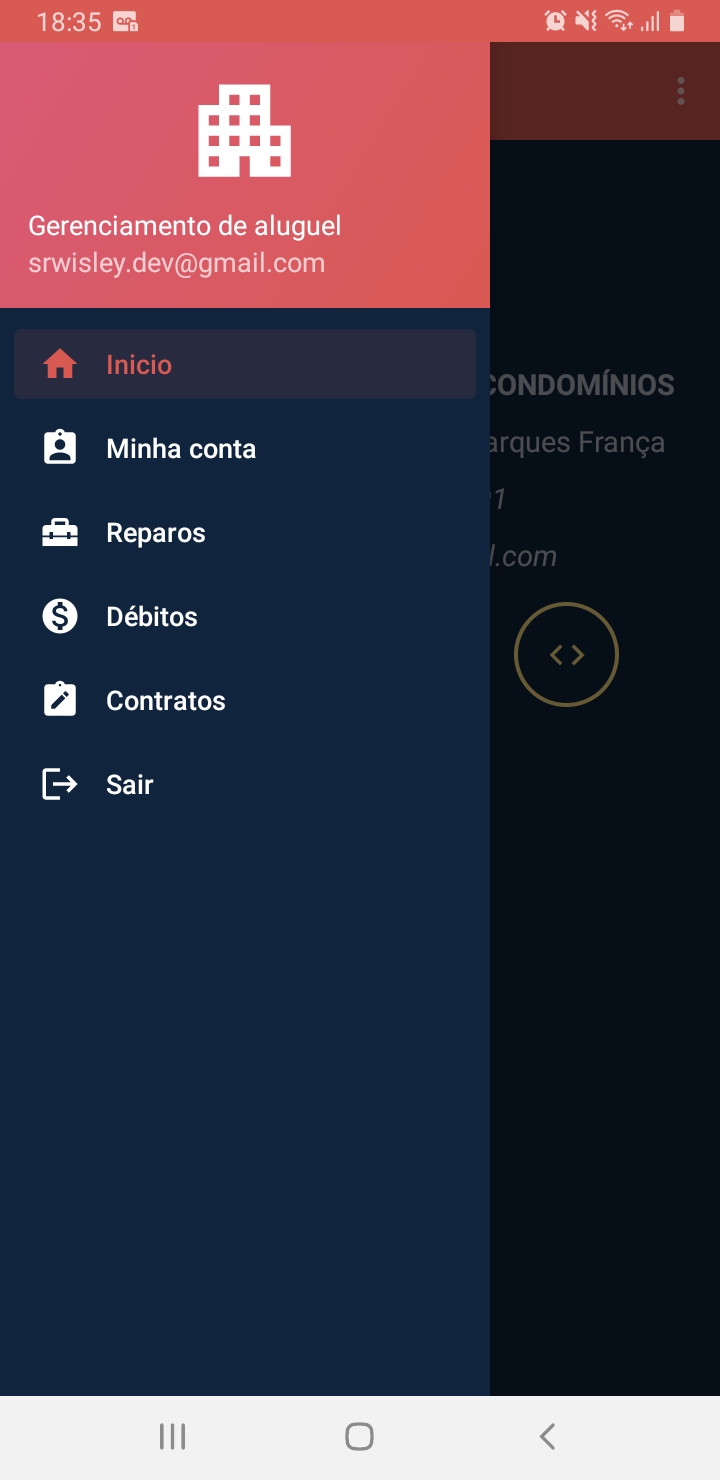 18:35
Gerenciamento de aluguel
srwisley.dev@gmail.com
Inicio
Minha conta
Reparos
Débitos
Contratos
Sair
CONDOMÍNIOS
arques França
1
l.com